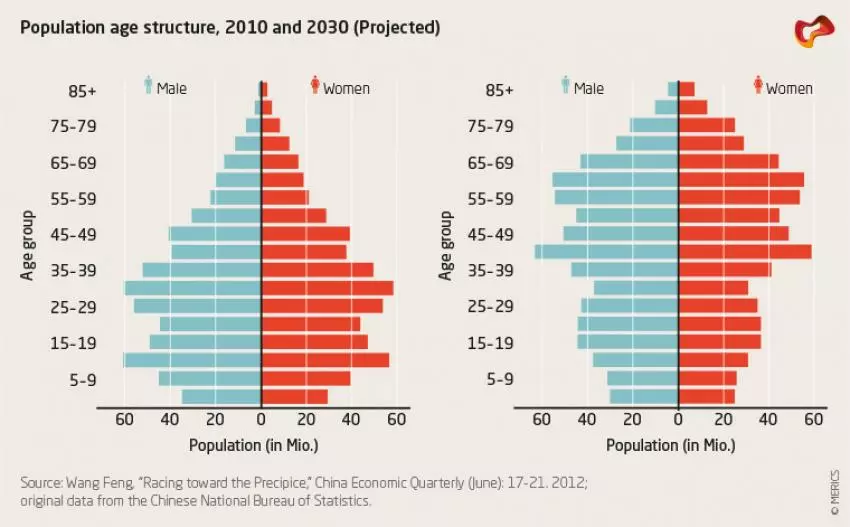 Population age structure, 2010 and 2030 (Projected)
Male
Women
85+
75–79
65–69
55–59
45–49
35–39
25–29
15–19
5–9
Age group
60 40 20 0 20 40 60
Population (in Mio.)
Male
Women
85+
75–79
65–69
55–59
45–49
35–39
25–29
15–19
5–9
Age group
60 40 20 0 20 40 60
Population (in Mio.)
Source: Wang Feng, "Racing toward the Precipice," China Economic Quarterly (June): 17-21. 2012;
original data from the Chinese National Bureau of Statistics.
© MERICS